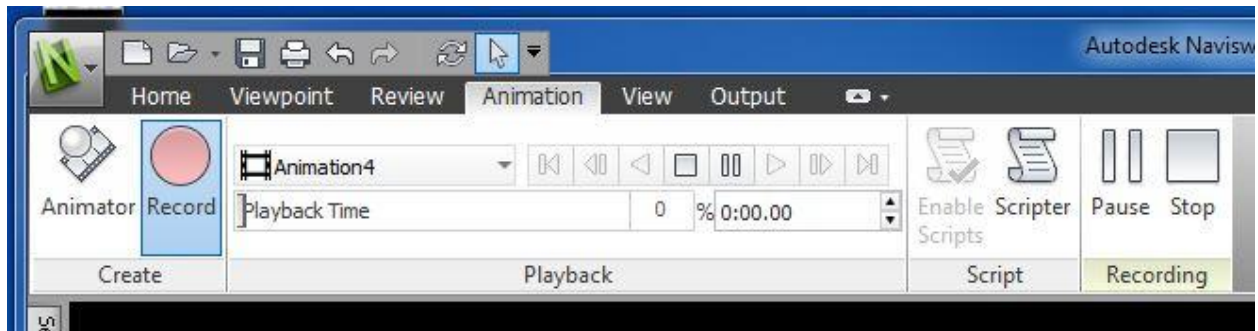 Autodesk Navisw
Home Viewpoint Review Animation View Output
Animation4
Animator Record Playback Time 0 % 0:00.00 Enable Scripts Scripter Pause Stop
Create Playback Script Recording